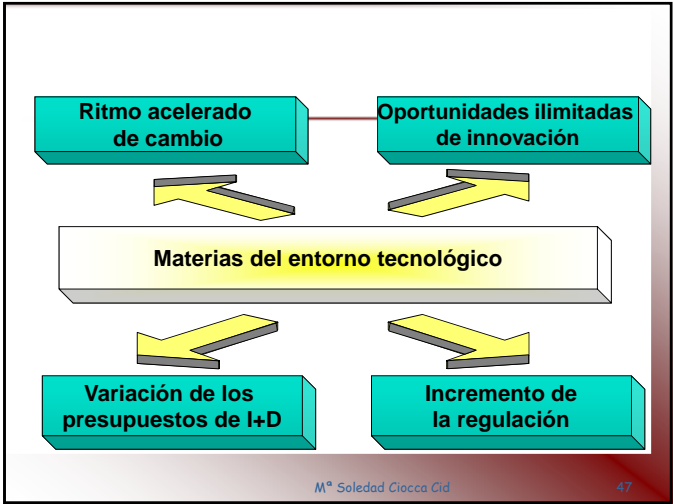 Ritmo acelerado
de cambio
Oportunidades ilimitadas
de innovación
Materias del entorno tecnológico
Variación de los
presupuestos de I+D
Incremento de
la regulación
Mª Soledad Ciocca Cid
47